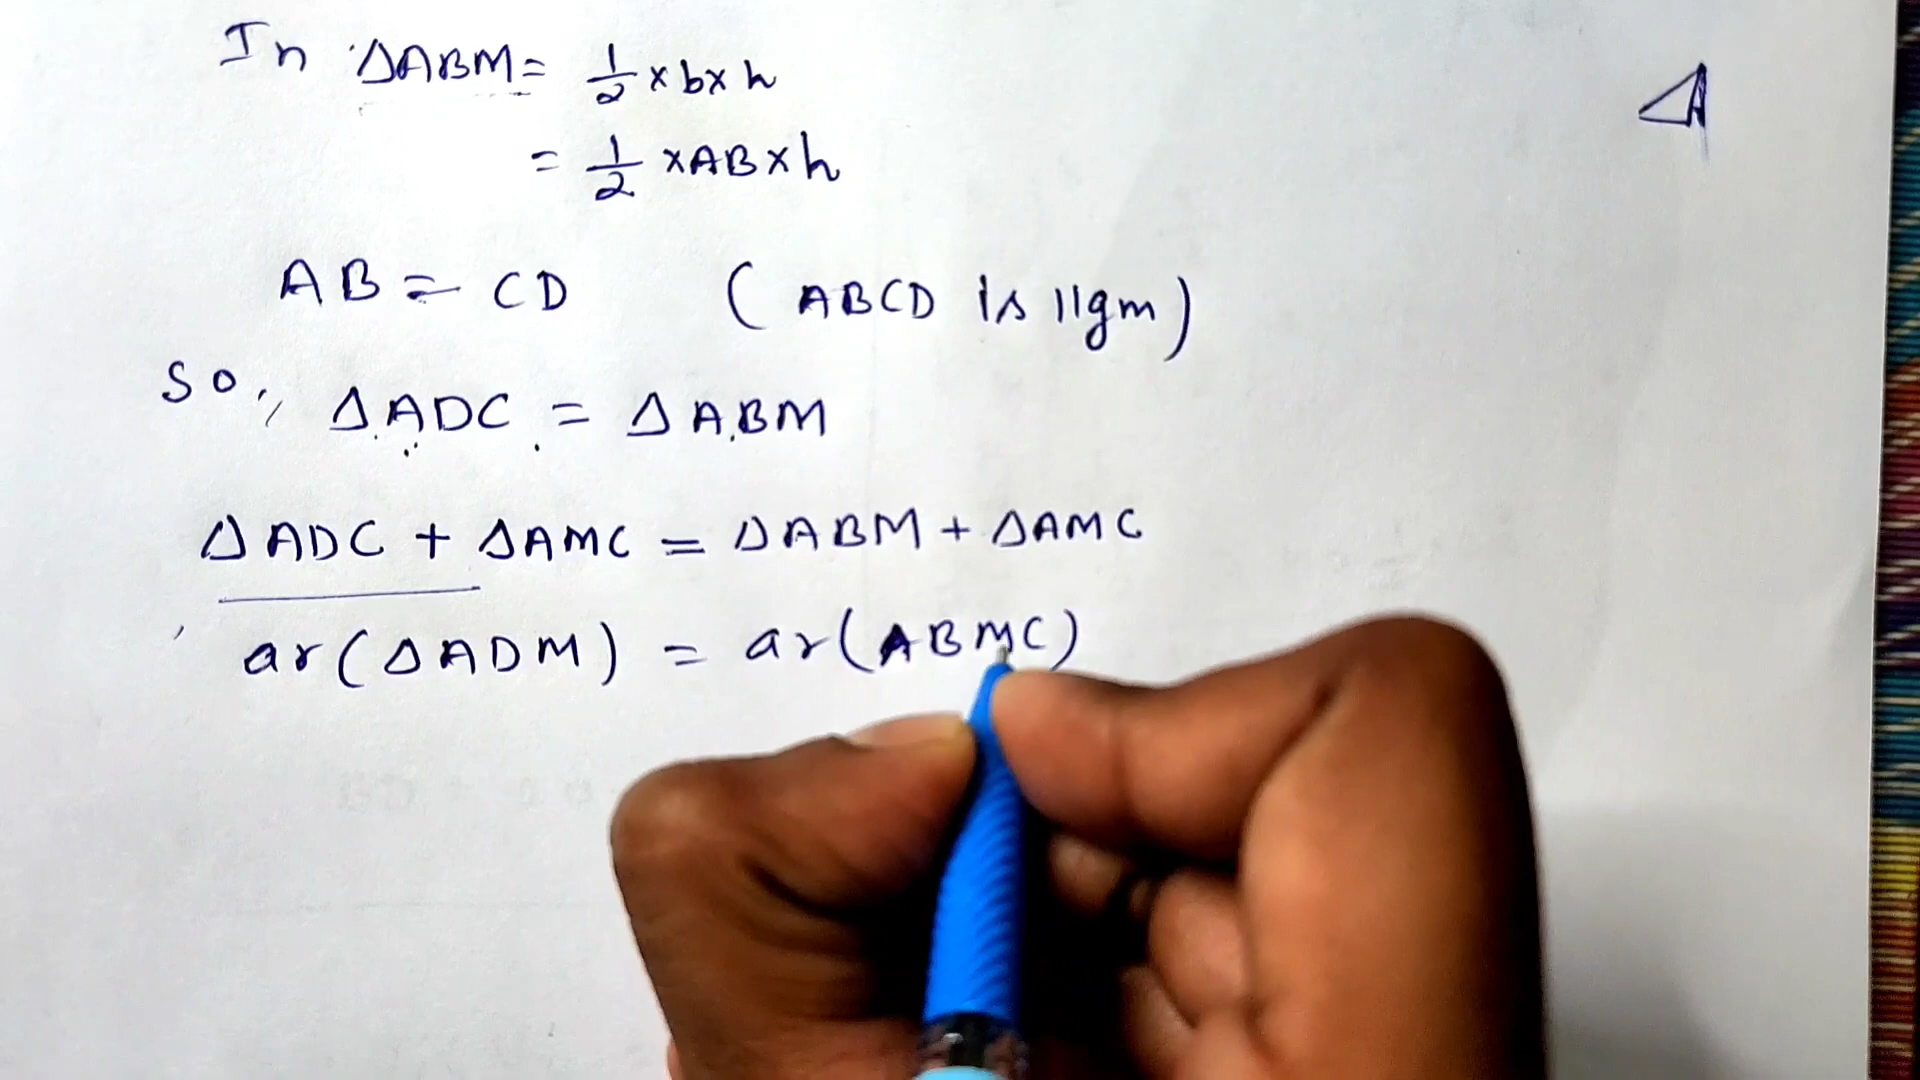 In ΔABM = 1/2 × b × h
= 1/2 × AB × h
AB = CD (ABCD is ||gm)
So, ΔADC = ΔABM
ΔADC + ΔAMC = ΔABM + ΔAMC
ar(ΔADM) = ar(ABMC)